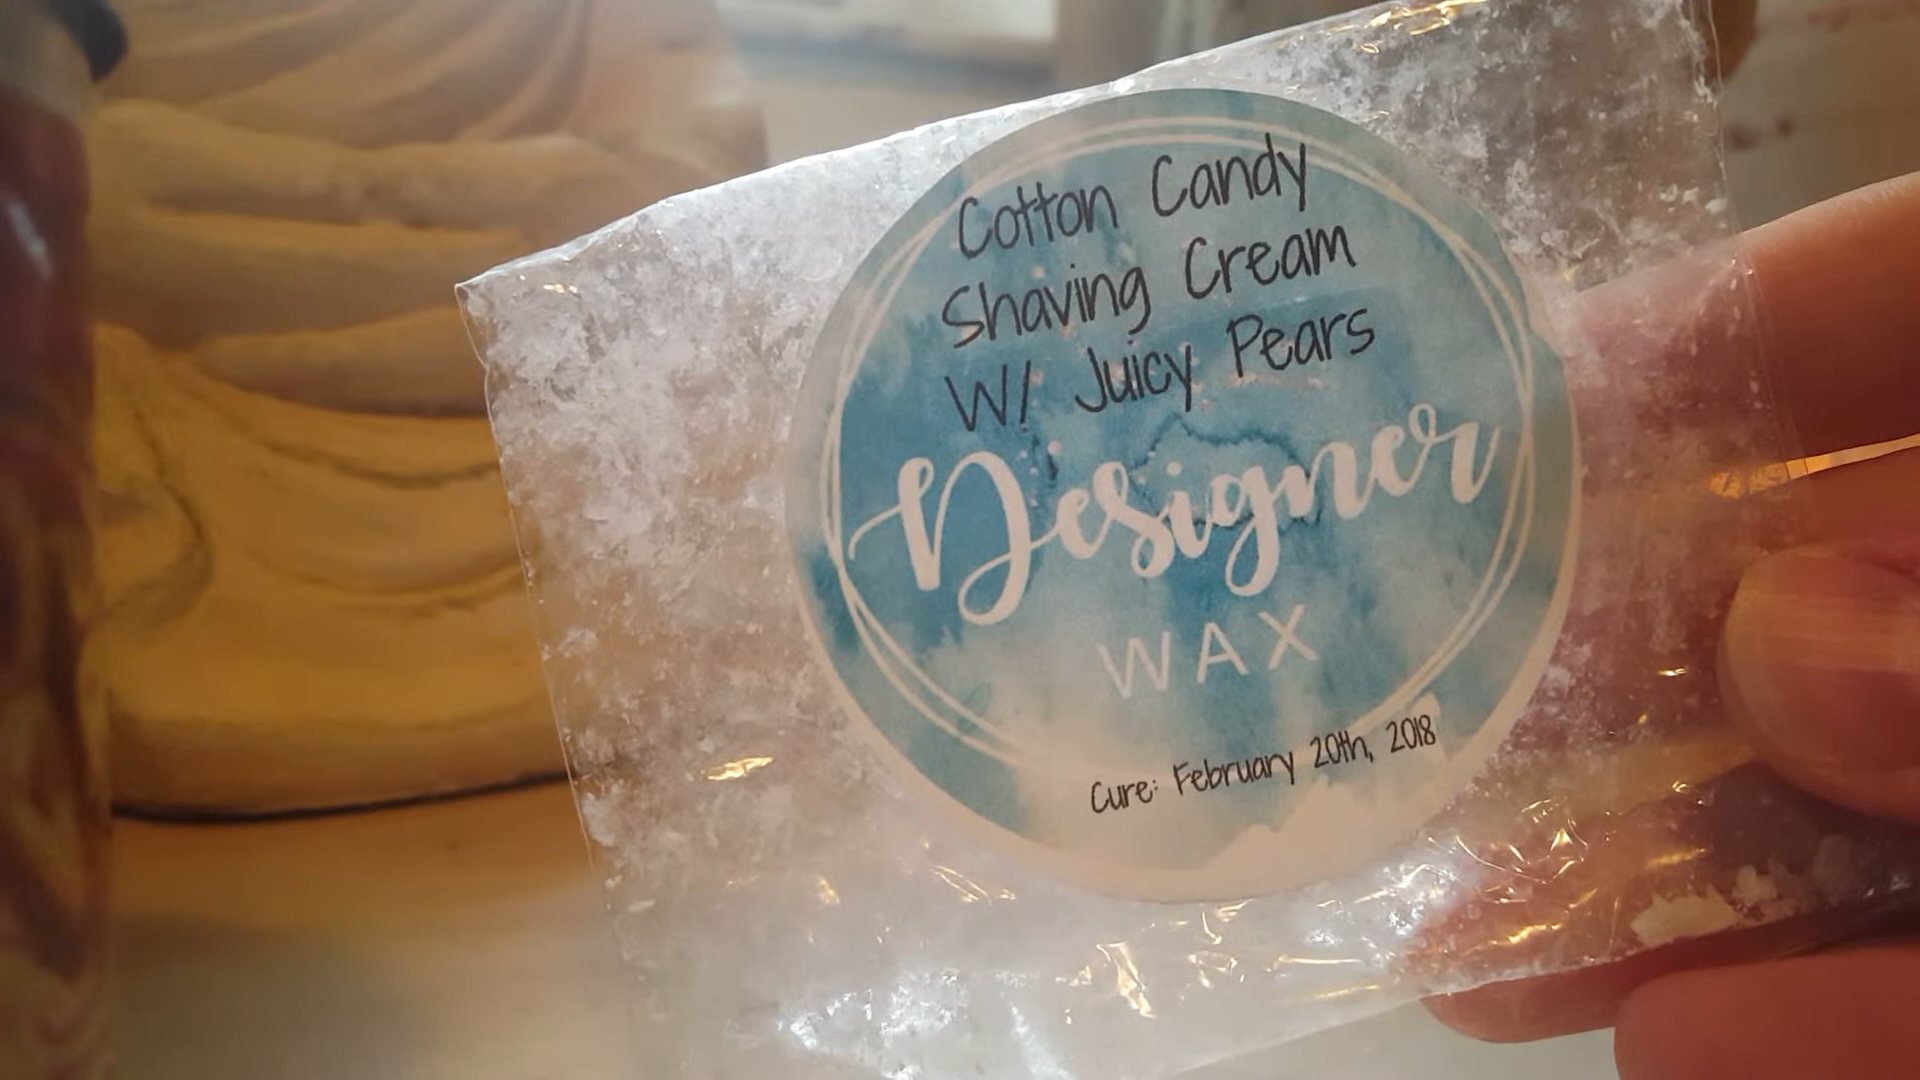 Cotton Candy
Shaving Cream
W/ Juicy Pears
Designer
WAX
Cure: February 20th, 2018